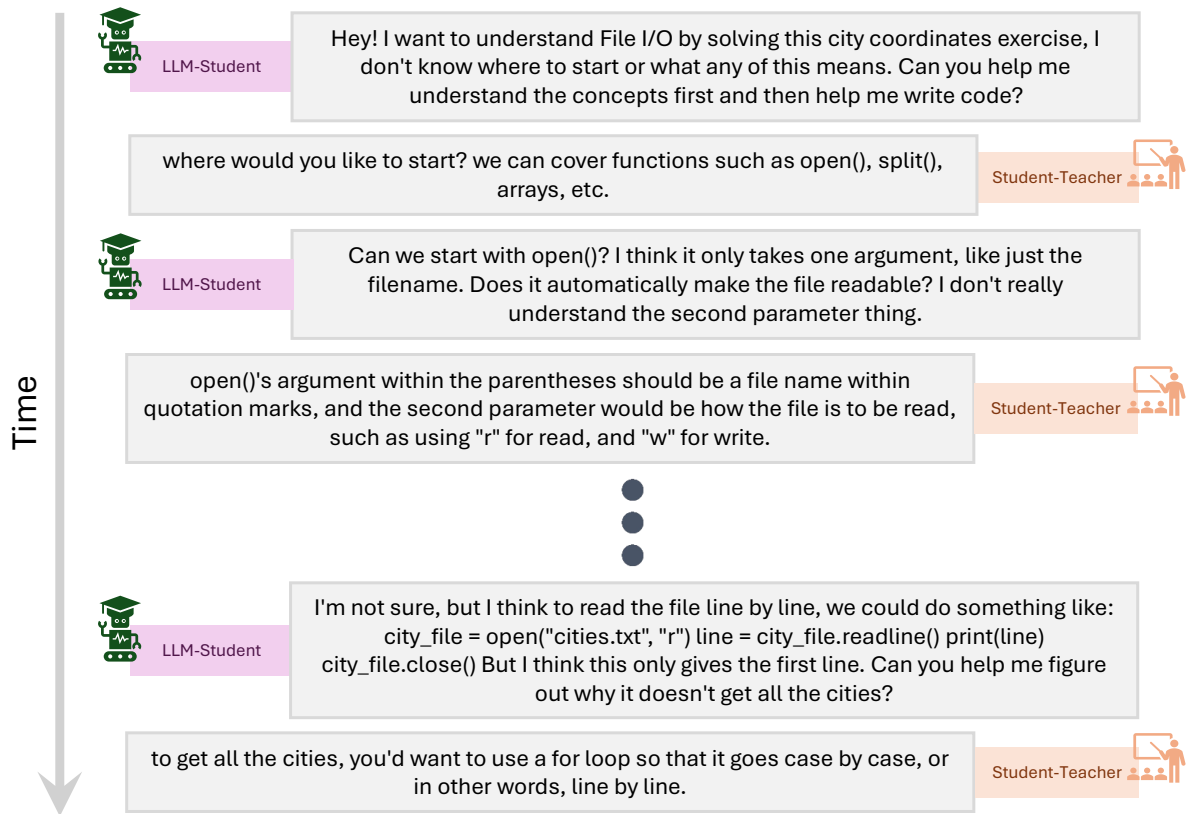 Time
LLM-Student
Hey! I want to understand File I/O by solving this city coordinates exercise, I
don't know where to start or what any of this means. Can you help me
understand the concepts first and then help me write code?
where would you like to start? we can cover functions such as open(), split(),
arrays, etc.
Student-Teacher
LLM-Student
Can we start with open()? I think it only takes one argument, like just the
filename. Does it automatically make the file readable? I don't really
understand the second parameter thing.
open()'s argument within the parentheses should be a file name within
quotation marks, and the second parameter would be how the file is to be read,
such as using "r" for read, and "w" for write.
Student-Teacher
LLM-Student
I'm not sure, but I think to read the file line by line, we could do something like:
city_file = open("cities.txt", "r") line = city_file.readline() print(line)
city_file.close() But I think this only gives the first line. Can you help me figure
out why it doesn't get all the cities?
to get all the cities, you'd want to use a for loop so that it goes case by case, or
in other words, line by line.
Student-Teacher